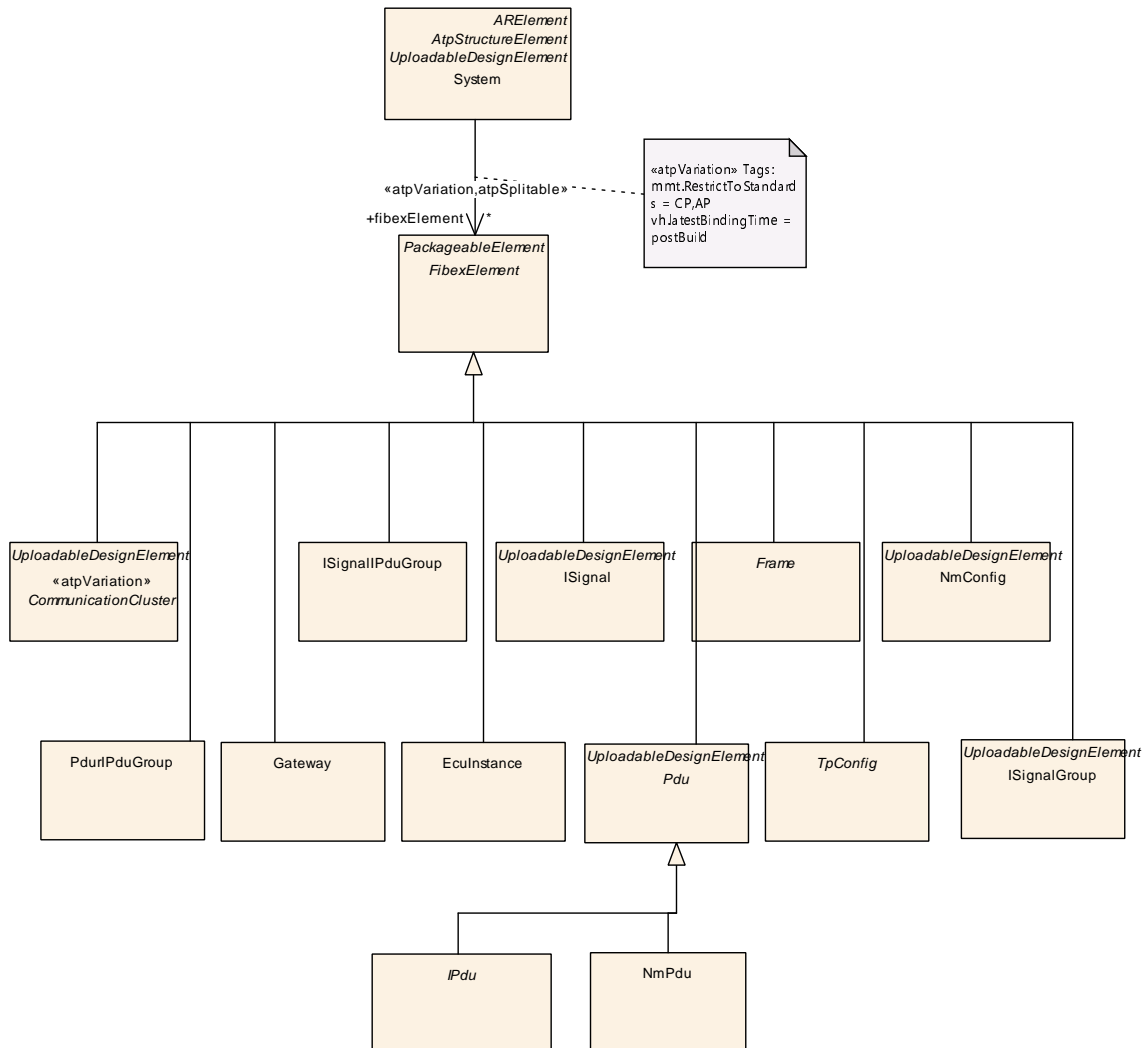 ARElement
AtpStructureElement
UploadableDesignElement
System
«atpVariation» Tags:
mmt.RestrictToStandard
s = CP,AP
vh.latestBindingTime =
postBuild
«atpVariation,atpSplitable»
+fibexElement
*
PackageableElement
FibexElement
UploadableDesignElement
«atpVariation»
CommunicationCluster
ISignalIPduGroup
UploadableDesignElement
ISignal
Frame
UploadableDesignElement
NmConfig
PdurIPduGroup
Gateway
EcuInstance
UploadableDesignElement
Pdu
TpConfig
UploadableDesignElement
ISignalGroup
IPdu
NmPdu